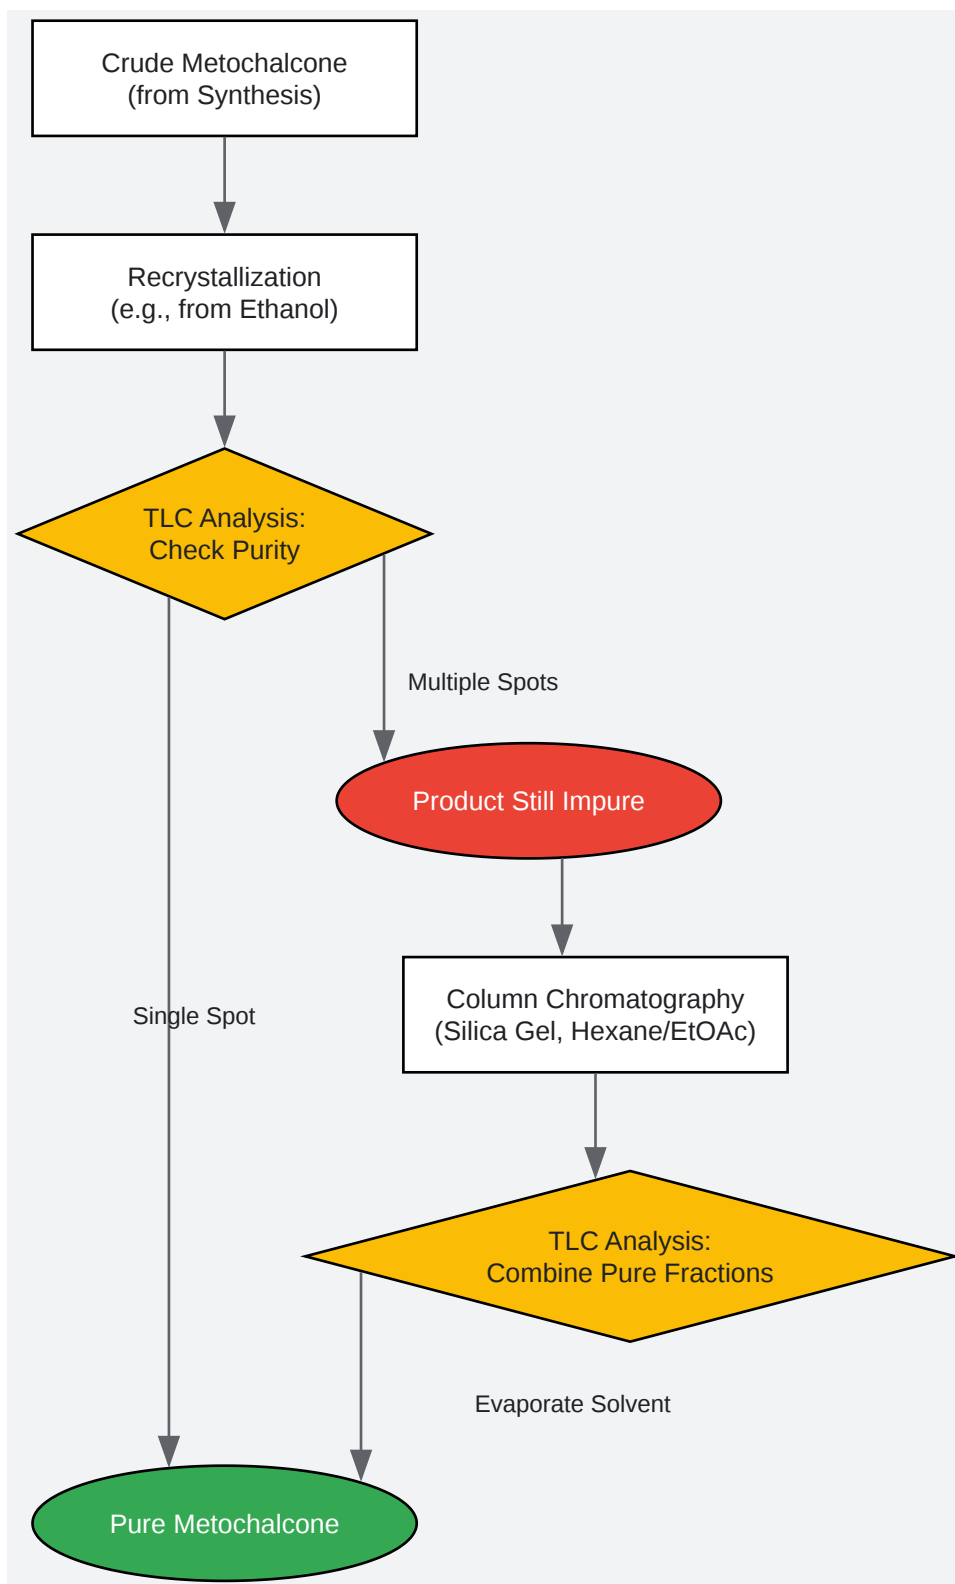 Crude Metochalcone
(from Synthesis)
Recrystallization
(e.g., from Ethanol)
TLC Analysis:
Check Purity
Multiple Spots
Product Still Impure
Column Chromatography
(Silica Gel, Hexane/EtOAc)
Single Spot
TLC Analysis:
Combine Pure Fractions
Evaporate Solvent
Pure Metochalcone